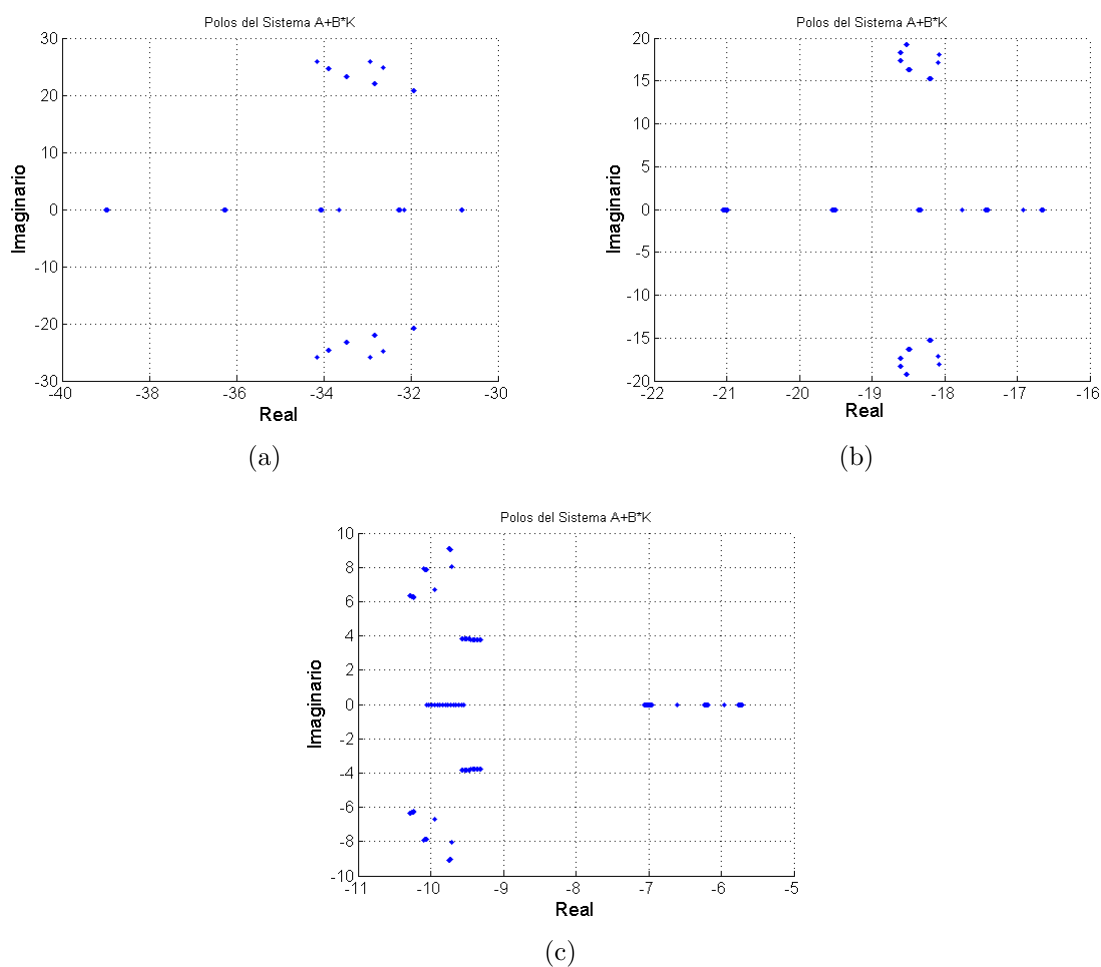 Polos del Sistema A+B*K
30
20
10
0
-10
-20
-30
-40 -38 -36 -34 -32 -30
Imaginario
Real
(a)
Polos del Sistema A+B*K
20
15
10
5
0
-5
-10
-15
-20
-22 -21 -20 -19 -18 -17 -16
Imaginario
Real
(b)
Polos del Sistema A+B*K
10
8
6
4
2
0
-2
-4
-6
-8
-10
-11 -10 -9 -8 -7 -6 -5
Imaginario
Real
(c)